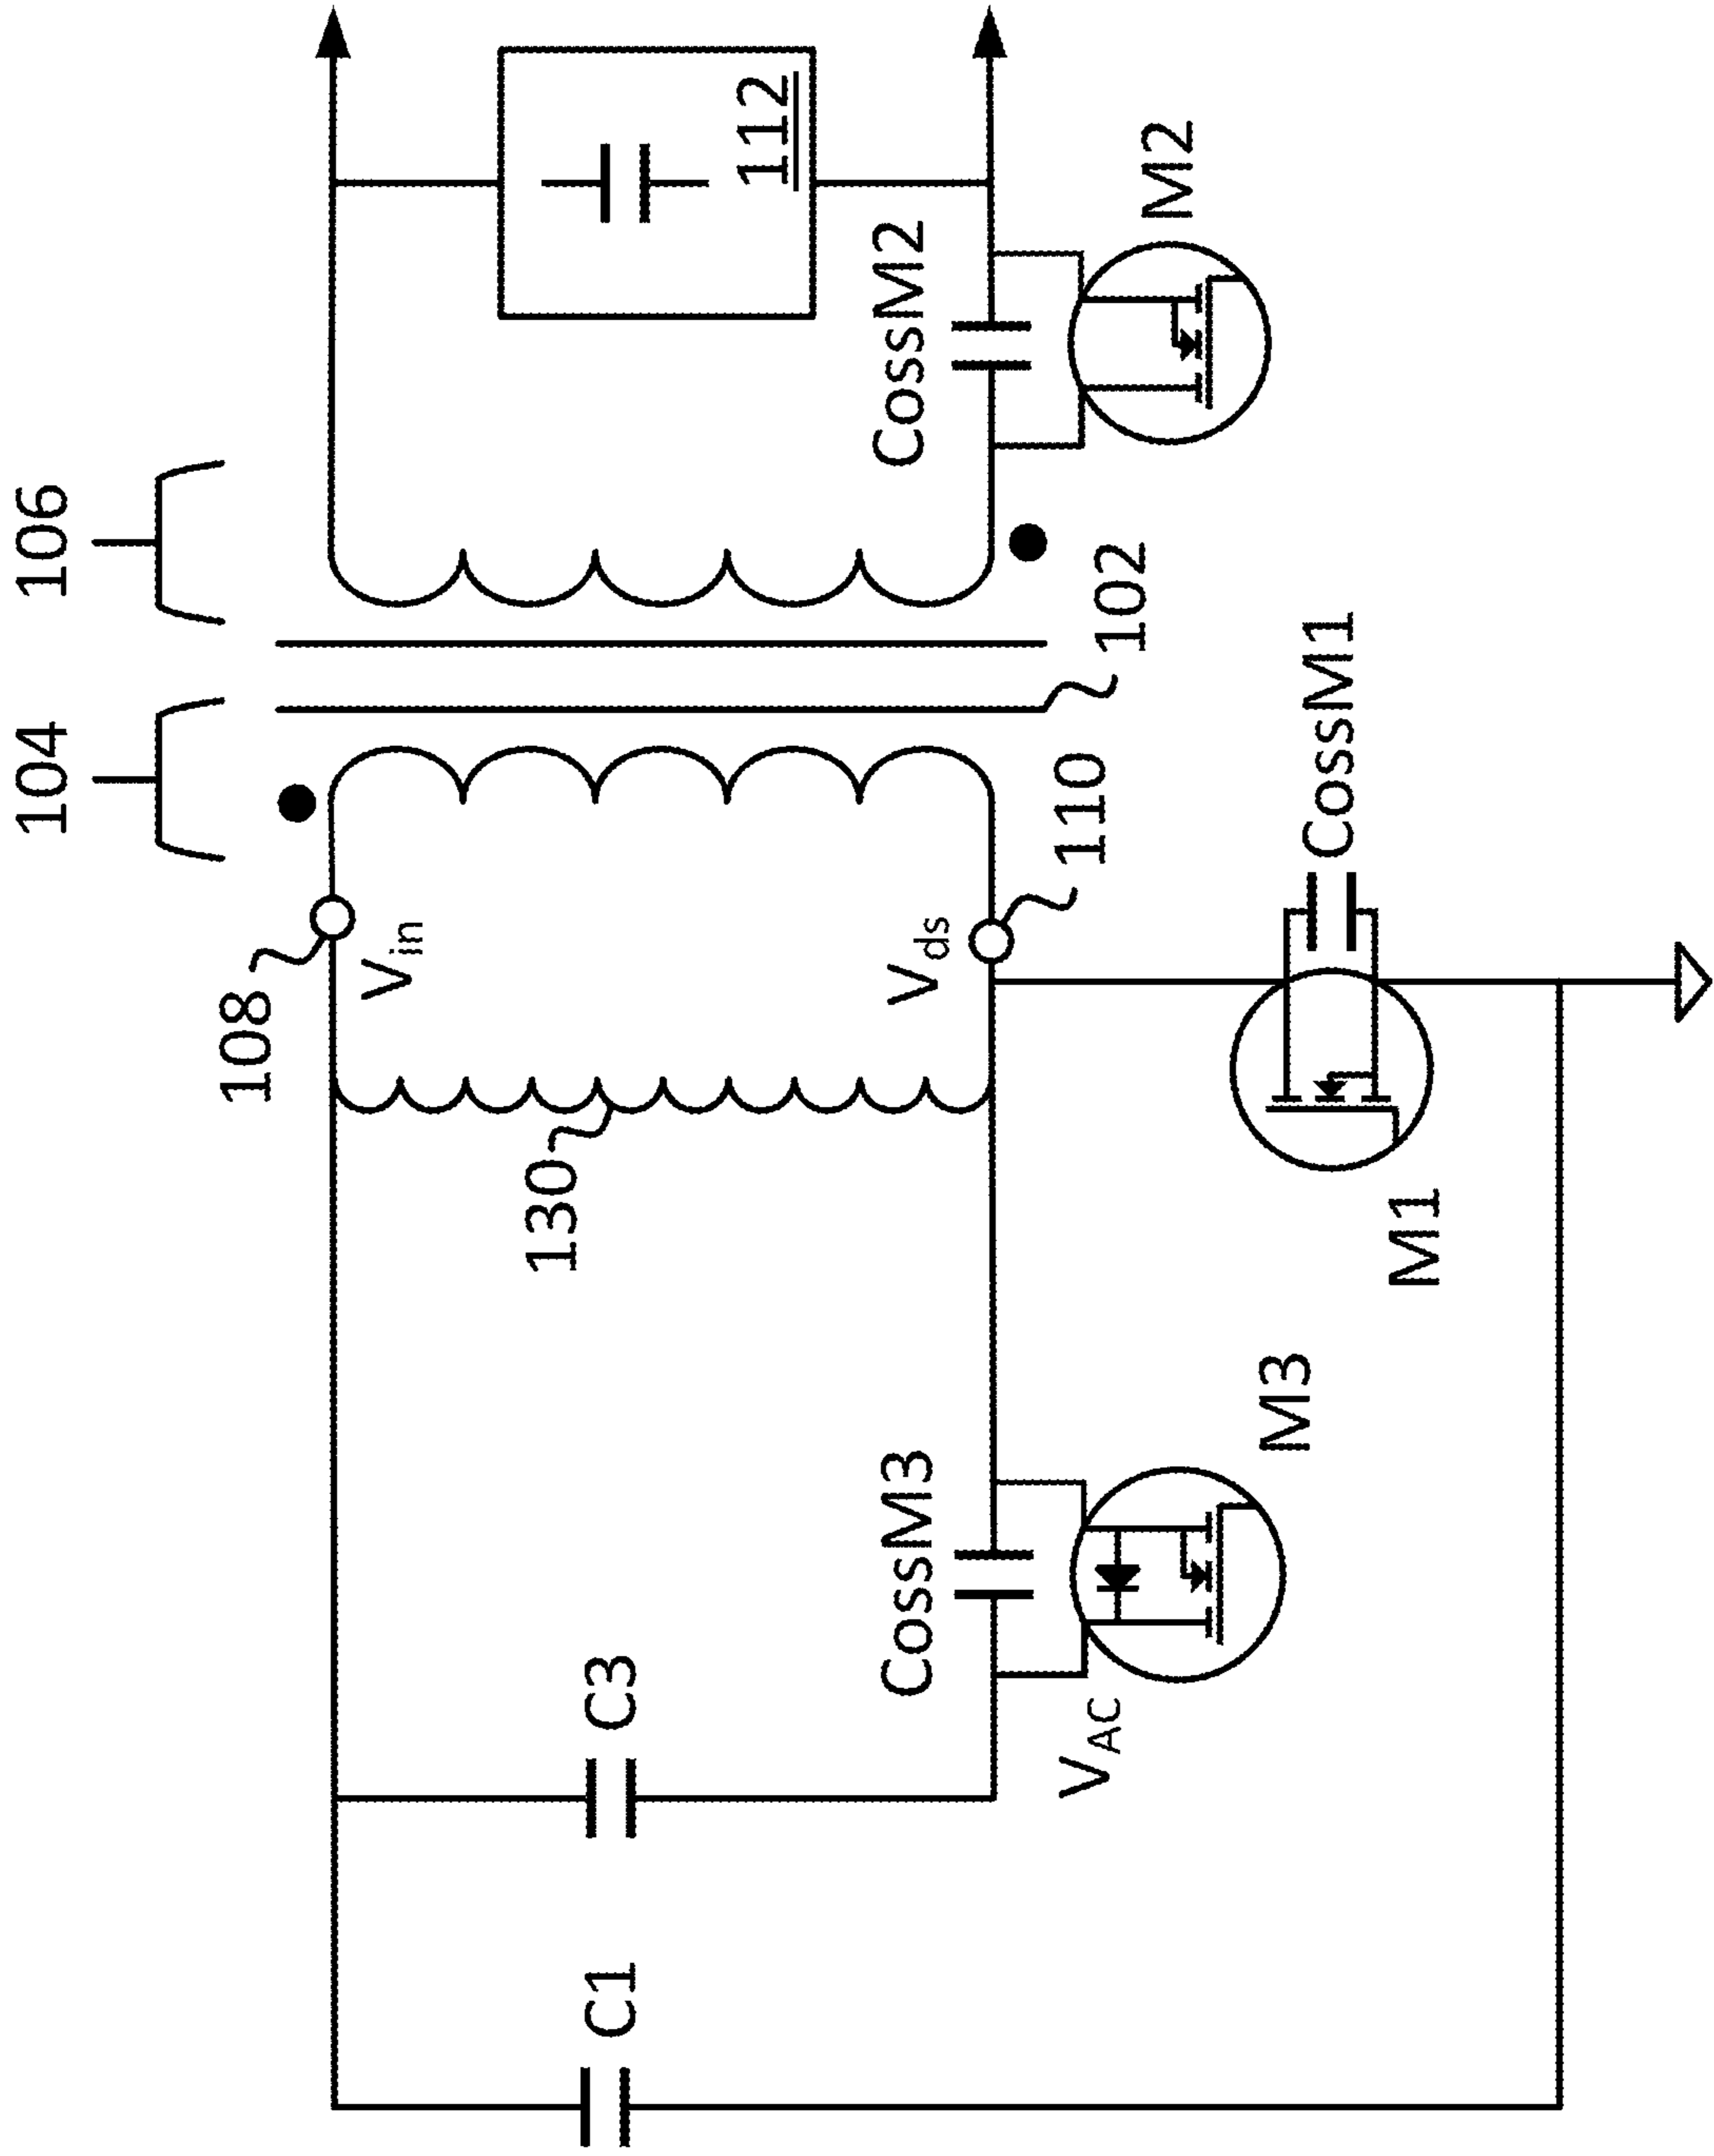 104
106
108
Vin
130
Vds
110
102
112
CossM2
M2
C1
C3
CossM3
VAC
M3
M1
CossM1